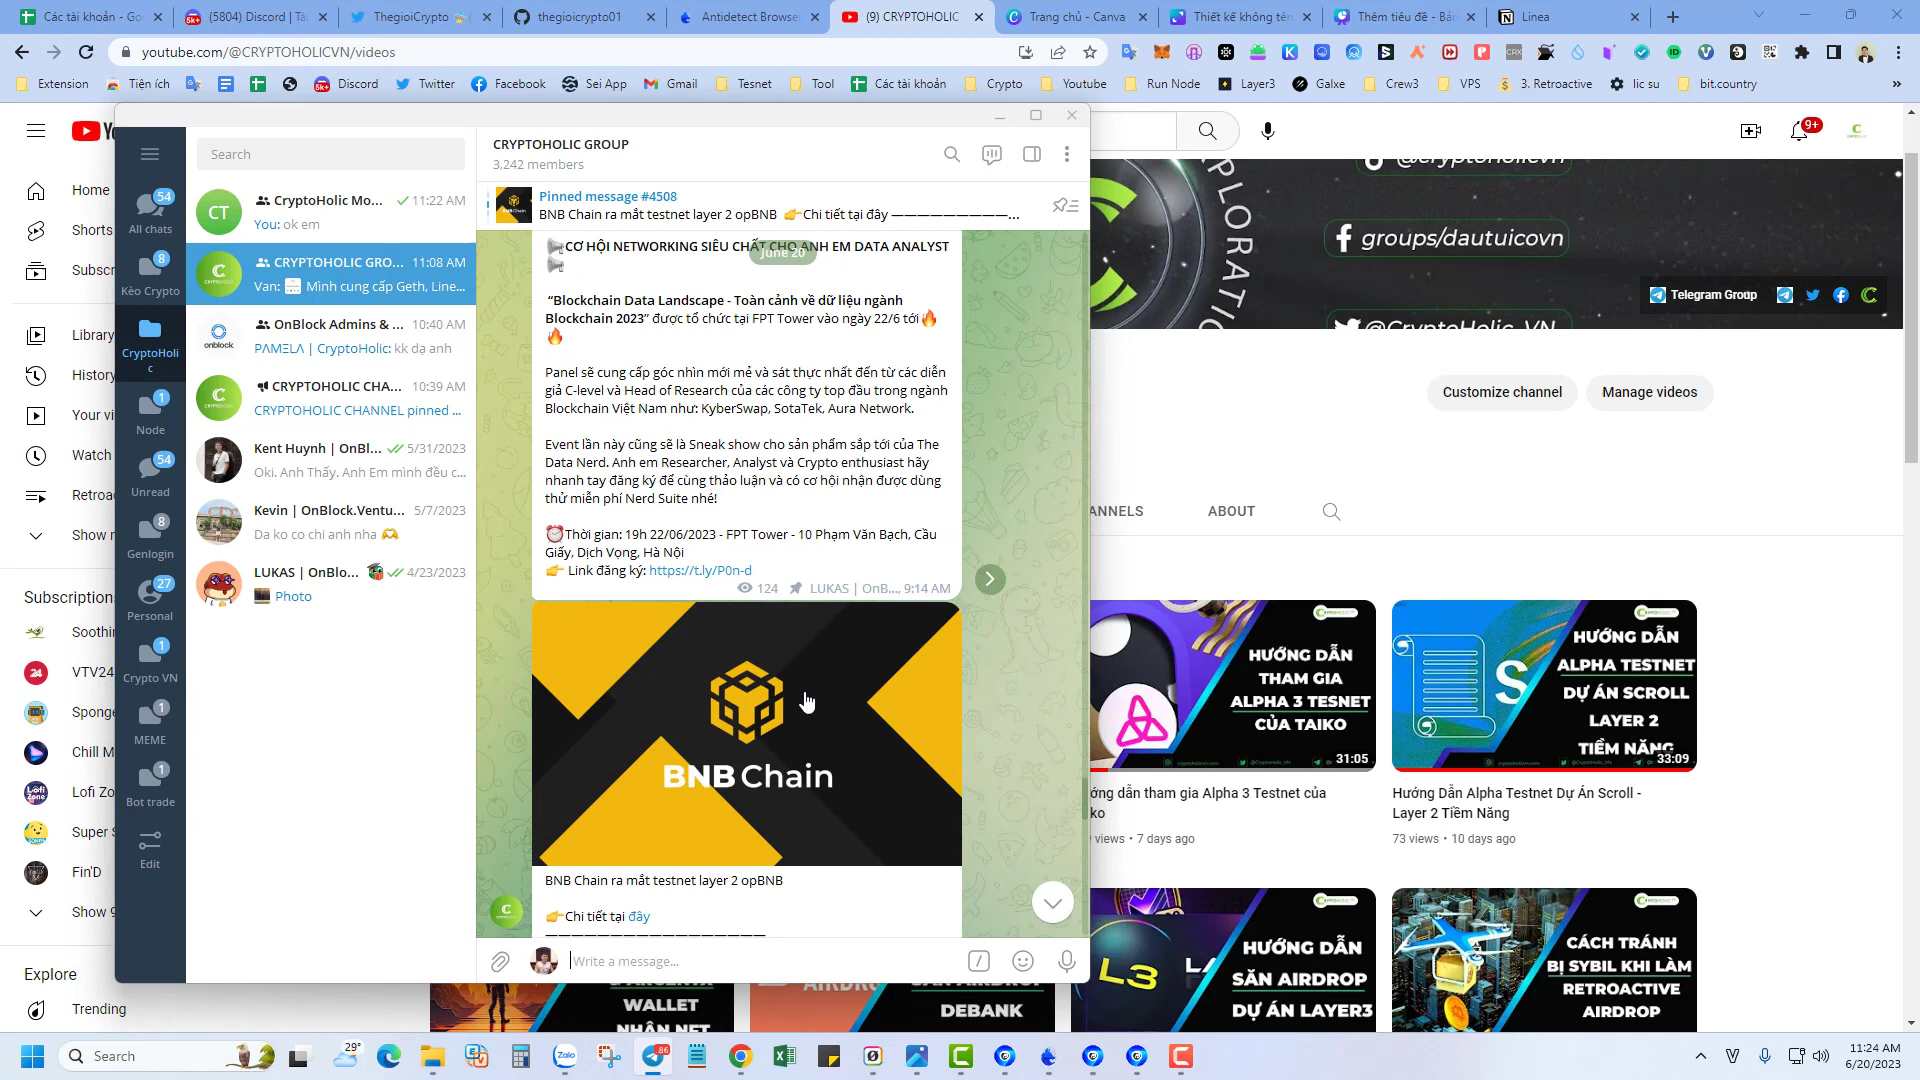 Các tài khoản - Go
(5804) Discord | Tà
ThegioiCrypto
thegioicrypto01
Antidetect Browse
(9) CRYPTOHOLIC
Trang chủ - Canva
Thiết kế không tên
Thêm tiêu đề - Bả
Linea
youtube.com/@CRYPTOHOLICVN/videos
Extension
Tiện ích
Discord
Twitter
Facebook
Sei App
Gmail
Tesnet
Tool
Các tài khoản
Crypto
Youtube
Run Node
Layer3
Galxe
Crew3
VPS
3. Retroactive
lic su
bit.country
»
9+
Home
Shorts
Subsc
Library
History
Your vi
Watch
Retroa
Show r
Subscription
Soothi
VTV24
Sponge
Chill M
Lofi Zo
Super S
Fin'D
Show 9
Explore
Trending
54
All chats
8
Kèo Crypto
CryptoHoli
c
1
Node
54
Unread
8
Genlogin
27
Personal
1
Crypto VN
1
MEME
1
Bot trade
Edit
Search
CT
CryptoHolic Mo...
11:22 AM
You: ok em
CRYPTOHOLIC GRO...
11:08 AM
Van: Mình cung cấp Geth, Line...
onblock
OnBlock Admins & ...
10:40 AM
PΛMΞLΛ | CryptoHolic: kk dạ anh
CRYPTOHOLIC CHA...
10:39 AM
CRYPTOHOLIC CHANNEL pinned ...
Kent Huynh | OnBl...
5/31/2023
Oki. Anh Thấy. Anh Em mình đều c...
Kevin | OnBlock.Ventu...
5/7/2023
Da ko co chi anh nha 🫶
LUKAS | OnBlo...
4/23/2023
Photo
CRYPTOHOLIC GROUP
3,242 members
Pinned message #4508
BNB Chain ra mắt testnet layer 2 opBNB 👉Chi tiết tại đây ——————————...
June 20
📢CƠ HỘI NETWORKING SIÊU CHẤT CHO ANH EM DATA ANALYST
📢
“Blockchain Data Landscape - Toàn cảnh về dữ liệu ngành
Blockchain 2023” được tổ chức tại FPT Tower vào ngày 22/6 tới🔥
🔥
Panel sẽ cung cấp góc nhìn mới mẻ và sát thực nhất đến từ các diễn
giả C-level và Head of Research của các công ty top đầu trong ngành
Blockchain Việt Nam như: KyberSwap, SotaTek, Aura Network.
Event lần này cũng sẽ là Sneak show cho sản phẩm sắp tới của The
Data Nerd. Anh em Researcher, Analyst và Crypto enthusiast hãy
nhanh tay đăng ký để cùng thảo luận và có cơ hội nhận được dùng
thử miễn phí Nerd Suite nhé!
⏰Thời gian: 19h 22/06/2023 - FPT Tower - 10 Phạm Văn Bạch, Cầu
Giấy, Dịch Vọng, Hà Nội
👉 Link đăng ký: https://t.ly/P0n-d
124
LUKAS | OnB..., 9:14 AM
BNB Chain
BNB Chain ra mắt testnet layer 2 opBNB
👉Chi tiết tại đây
—————————————————
Write a message...
PLORATION
@cryptoholicvn
groups/dautuicovn
@CryptoHolic_VN
Telegram Group
Customize channel
Manage videos
ANNELS
ABOUT
HƯỚNG DẪN
THAM GIA
ALPHA 3 TESNET
CỦA TAIKO
31:05
ng dẫn tham gia Alpha 3 Testnet của
ko
views • 7 days ago
HƯỚNG DẪN
ALPHA TESTNET
DỰ ÁN SCROLL
LAYER 2
TIỀM NĂNG
33:09
Hướng Dẫn Alpha Testnet Dự Án Scroll -
Layer 2 Tiềm Năng
73 views • 10 days ago
WALLET
NHẬN NFT
DEBANK
L3
HƯỚNG DẪN
SĂN AIRDROP
DỰ ÁN LAYER3
CÁCH TRÁNH
BỊ SYBIL KHI LÀM
RETROACTIVE
AIRDROP
Search
29°
Zalo
86
11:24 AM
6/20/2023